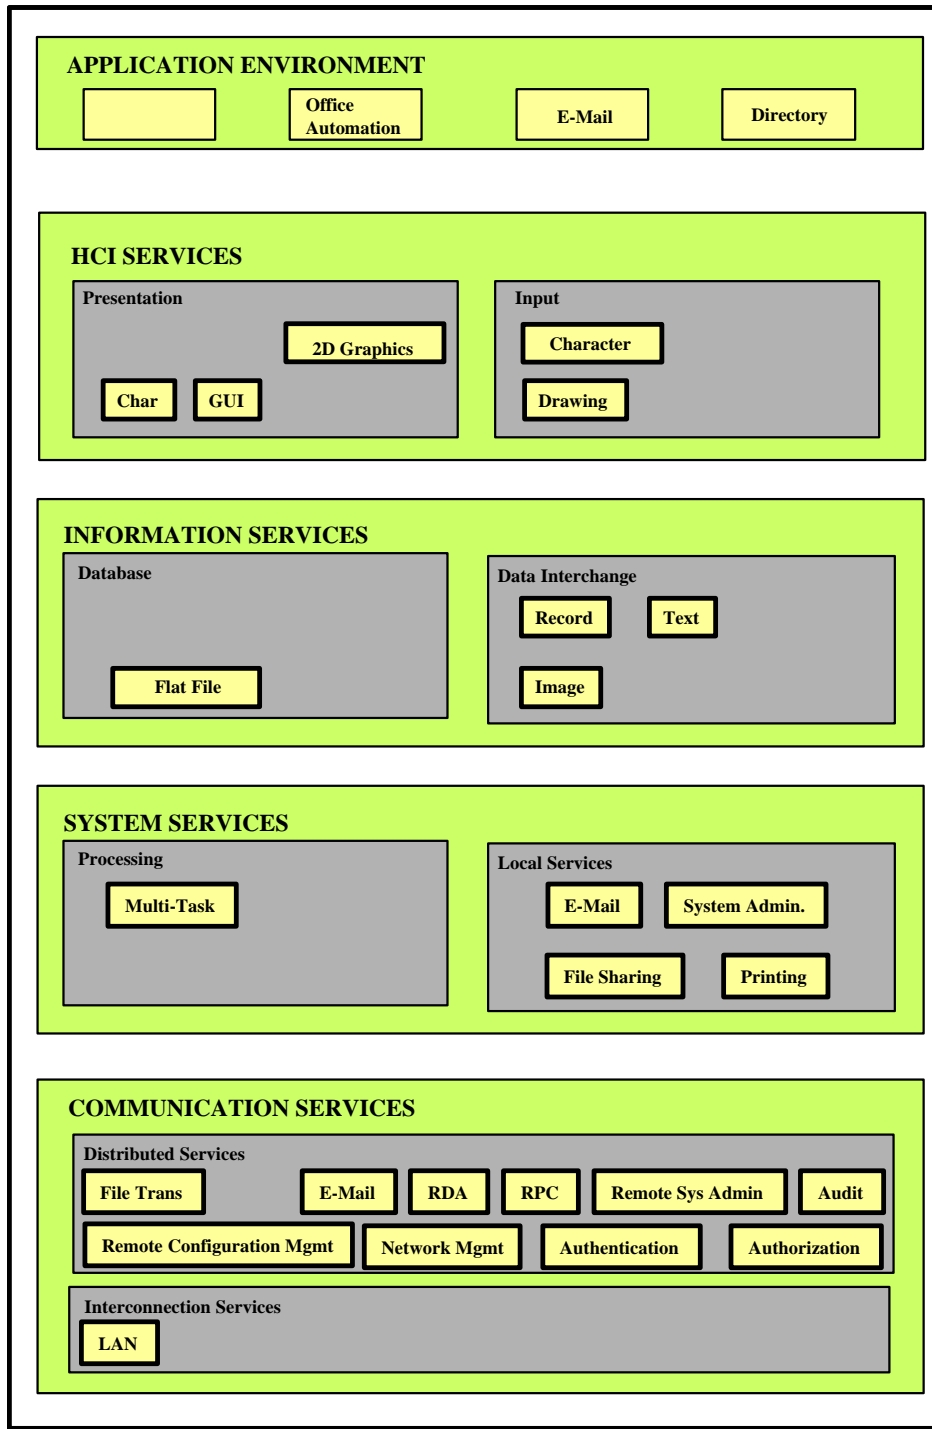 APPLICATION ENVIRONMENT
Office
Automation
E-Mail
Directory
HCI SERVICES
Presentation
2D Graphics
Char
GUI
Input
Character
Drawing
INFORMATION SERVICES
Database
Flat File
Data Interchange
Record
Text
Image
SYSTEM SERVICES
Processing
Multi-Task
Local Services
E-Mail
System Admin.
File Sharing
Printing
COMMUNICATION SERVICES
Distributed Services
File Trans
E-Mail
RDA
RPC
Remote Sys Admin
Audit
Remote Configuration Mgmt
Network Mgmt
Authentication
Authorization
Interconnection Services
LAN